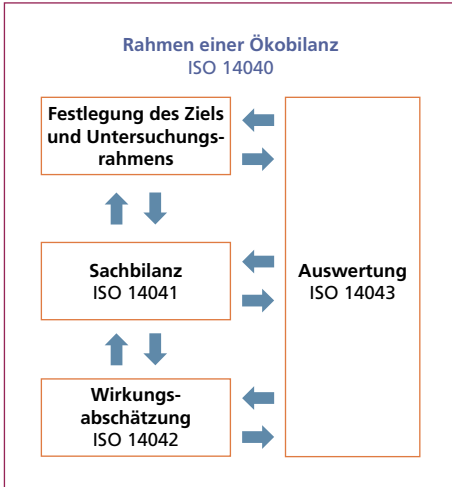 Rahmen einer Ökobilanz
ISO 14040
Festlegung des Ziels
und Untersuchungs-
rahmens
Sachbilanz
ISO 14041
Auswertung
ISO 14043
Wirkungs-
abschätzung
ISO 14042